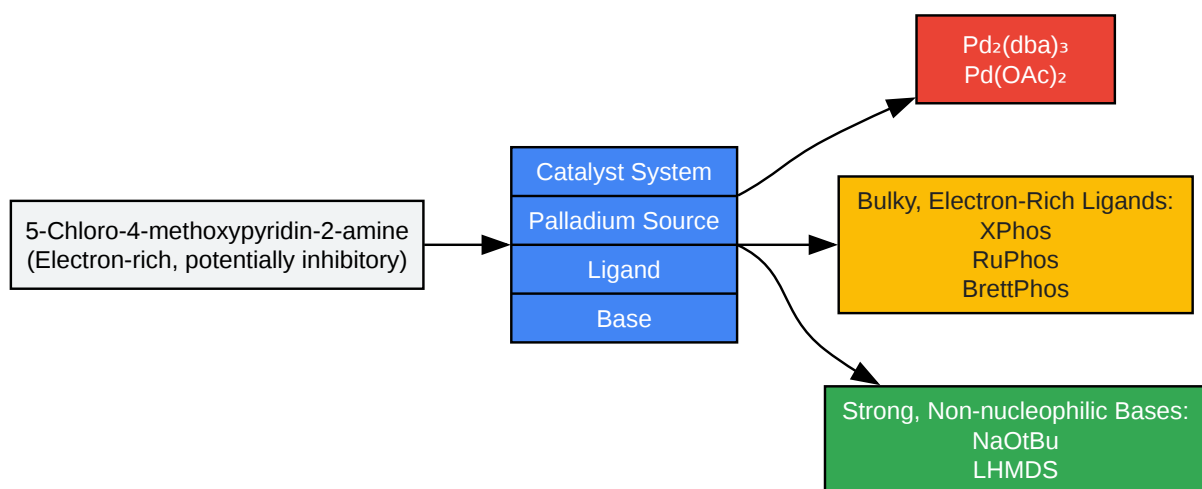 5-Chloro-4-methoxypyridin-2-amine
(Electron-rich, potentially inhibitory)
Catalyst System
Palladium Source
Ligand
Base
Pd₂(dba)₃
Pd(OAc)₂
Bulky, Electron-Rich Ligands:
XPhos
RuPhos
BrettPhos
Strong, Non-nucleophilic Bases:
NaOtBu
LHMDS